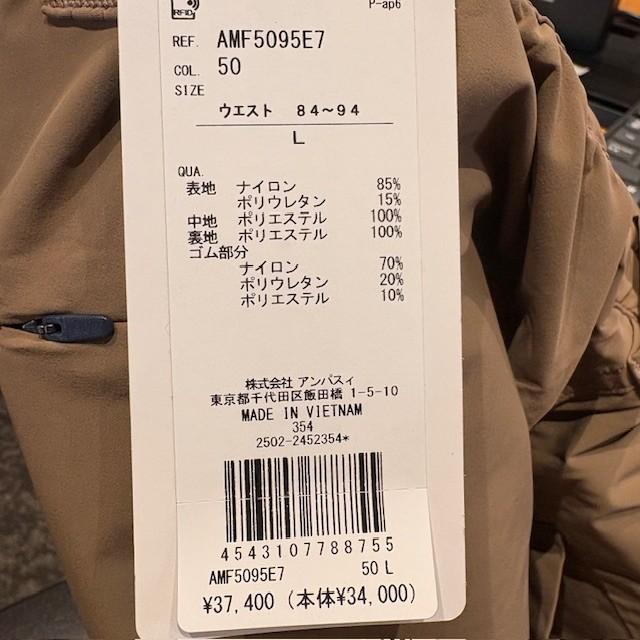 P-ap6
RFID
REF. AMF5095E7
COL. 50
SIZE
ウエスト 84～94
L
QUA.
表地 ナイロン 85%
ポリウレタン 15%
中地 ポリエステル 100%
裏地 ポリエステル 100%
ゴム部分
ナイロン 70%
ポリウレタン 20%
ポリエステル 10%
株式会社 アンパスィ
東京都千代田区飯田橋 1-5-10
MADE IN VIETNAM
354
2502-2452354*
4543107788755
AMF5095E7 50 L
¥37,400 (本体¥34,000)